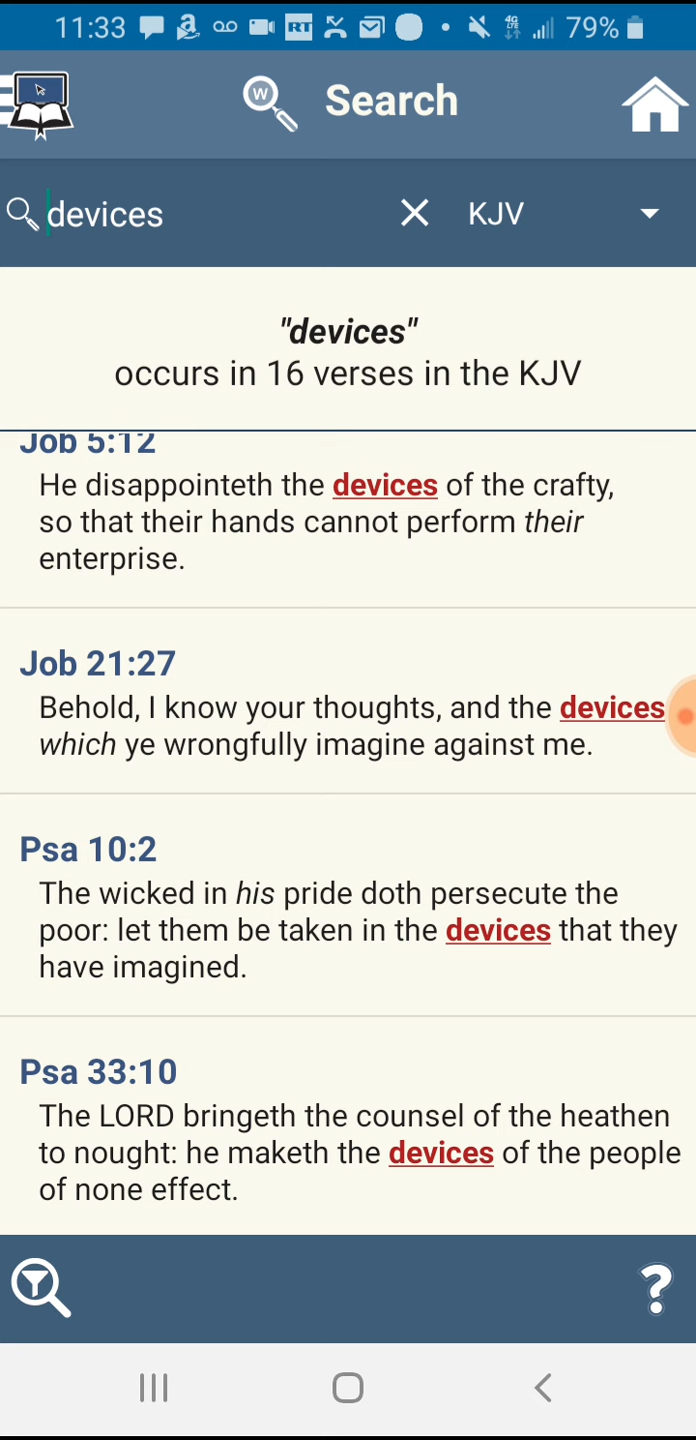 11:33 RT 4G LTE 79%
W Search
devices KJV
"devices"
occurs in 16 verses in the KJV
Job 5:12
He disappointeth the devices of the crafty,
so that their hands cannot perform their
enterprise.
Job 21:27
Behold, I know your thoughts, and the devices
which ye wrongfully imagine against me.
Psa 10:2
The wicked in his pride doth persecute the
poor: let them be taken in the devices that they
have imagined.
Psa 33:10
The LORD bringeth the counsel of the heathen
to nought: he maketh the devices of the people
of none effect.
?